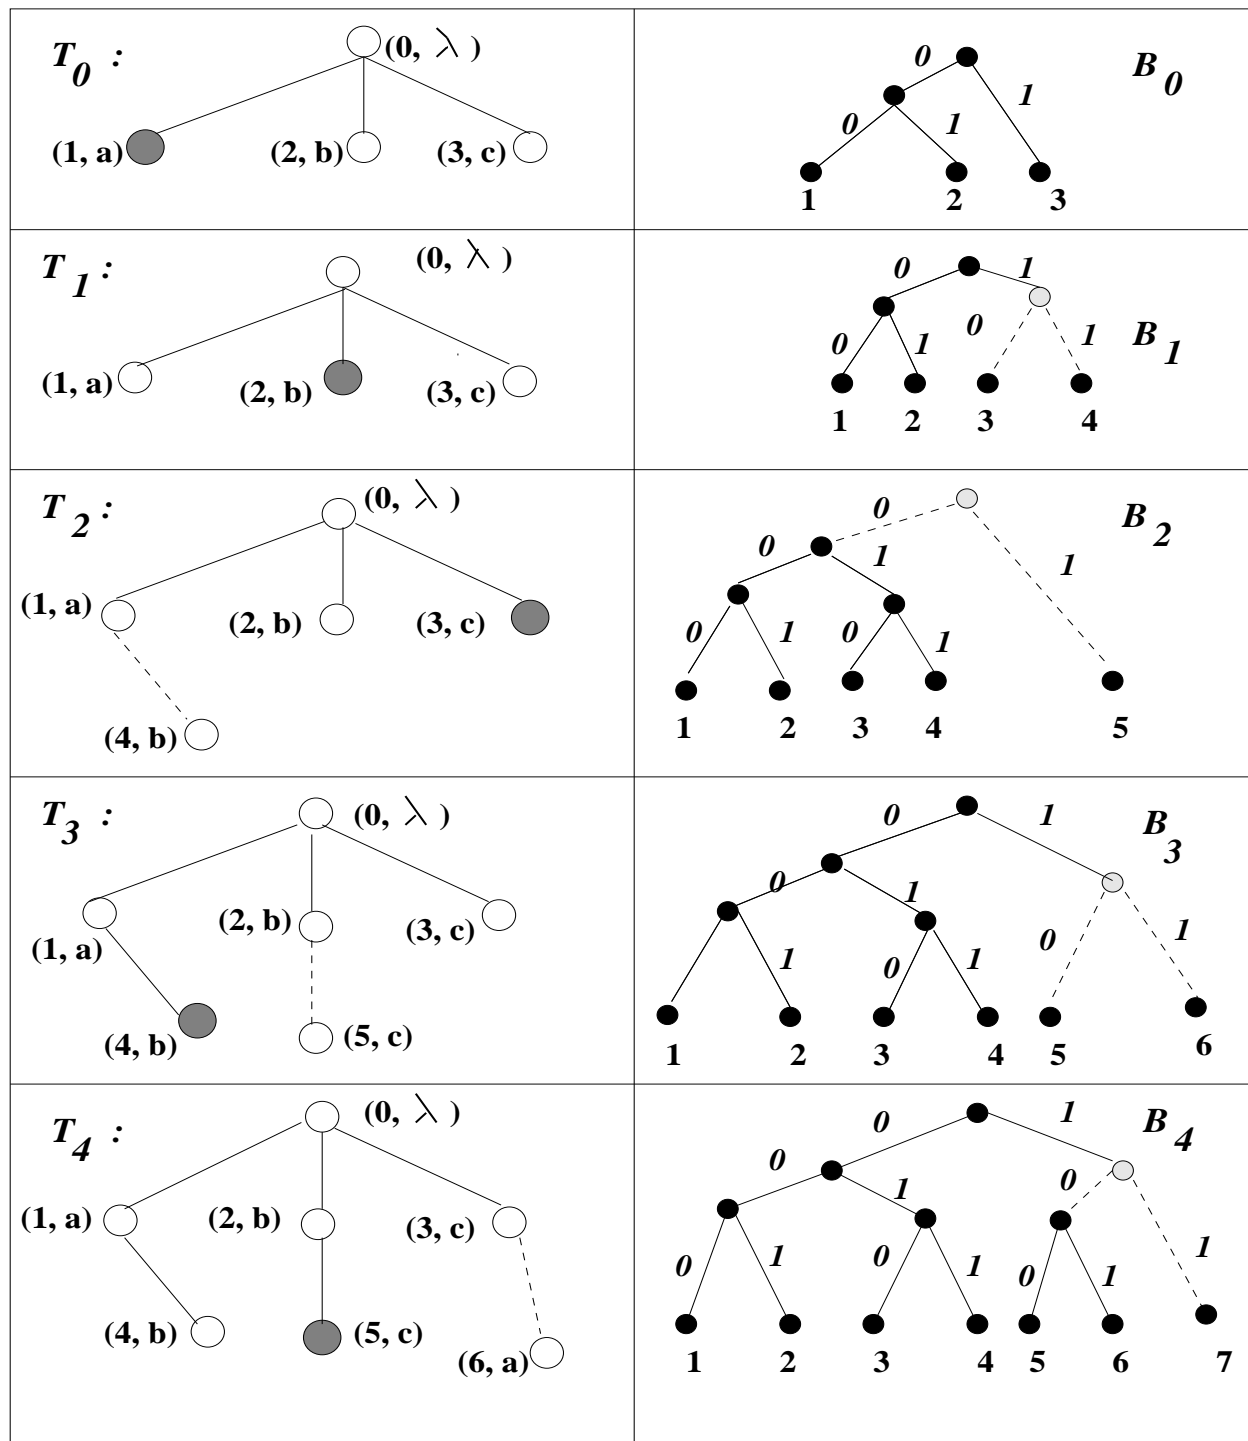 T0 :
(0, λ)
(1, a)
(2, b)
(3, c)
B0
0
1
0
1
1
2
3
T1 :
(0, λ)
(1, a)
(2, b)
(3, c)
B1
0
1
0
1
0
1
1
2
3
4
T2 :
(0, λ)
(1, a)
(2, b)
(3, c)
(4, b)
B2
0
0
1
1
0
1
0
1
1
2
3
4
5
T3 :
(0, λ)
(1, a)
(2, b)
(3, c)
(4, b)
(5, c)
B3
0
1
0
1
1
0
1
0
1
1
2
3
4
5
6
T4 :
(0, λ)
(1, a)
(2, b)
(3, c)
(4, b)
(5, c)
(6, a)
B4
0
1
0
1
0
0
1
0
1
0
1
1
1
2
3
4
5
6
7